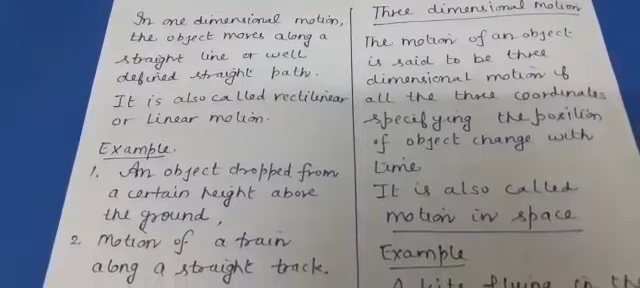 In one dimensional motion,
the object moves along a
straight line or well
defined straight path.
It is also called rectilinear
or linear motion.
Example.
1. An object dropped from
a certain height above
the ground,
2 Motion of a train
along a straight track.
Three dimensional motion
The motion of an object
is said to be three
dimensional motion if
all the three coordinates
specifying the position
of object change with
time
It is also called
motion in space
Example
A kite flying in the